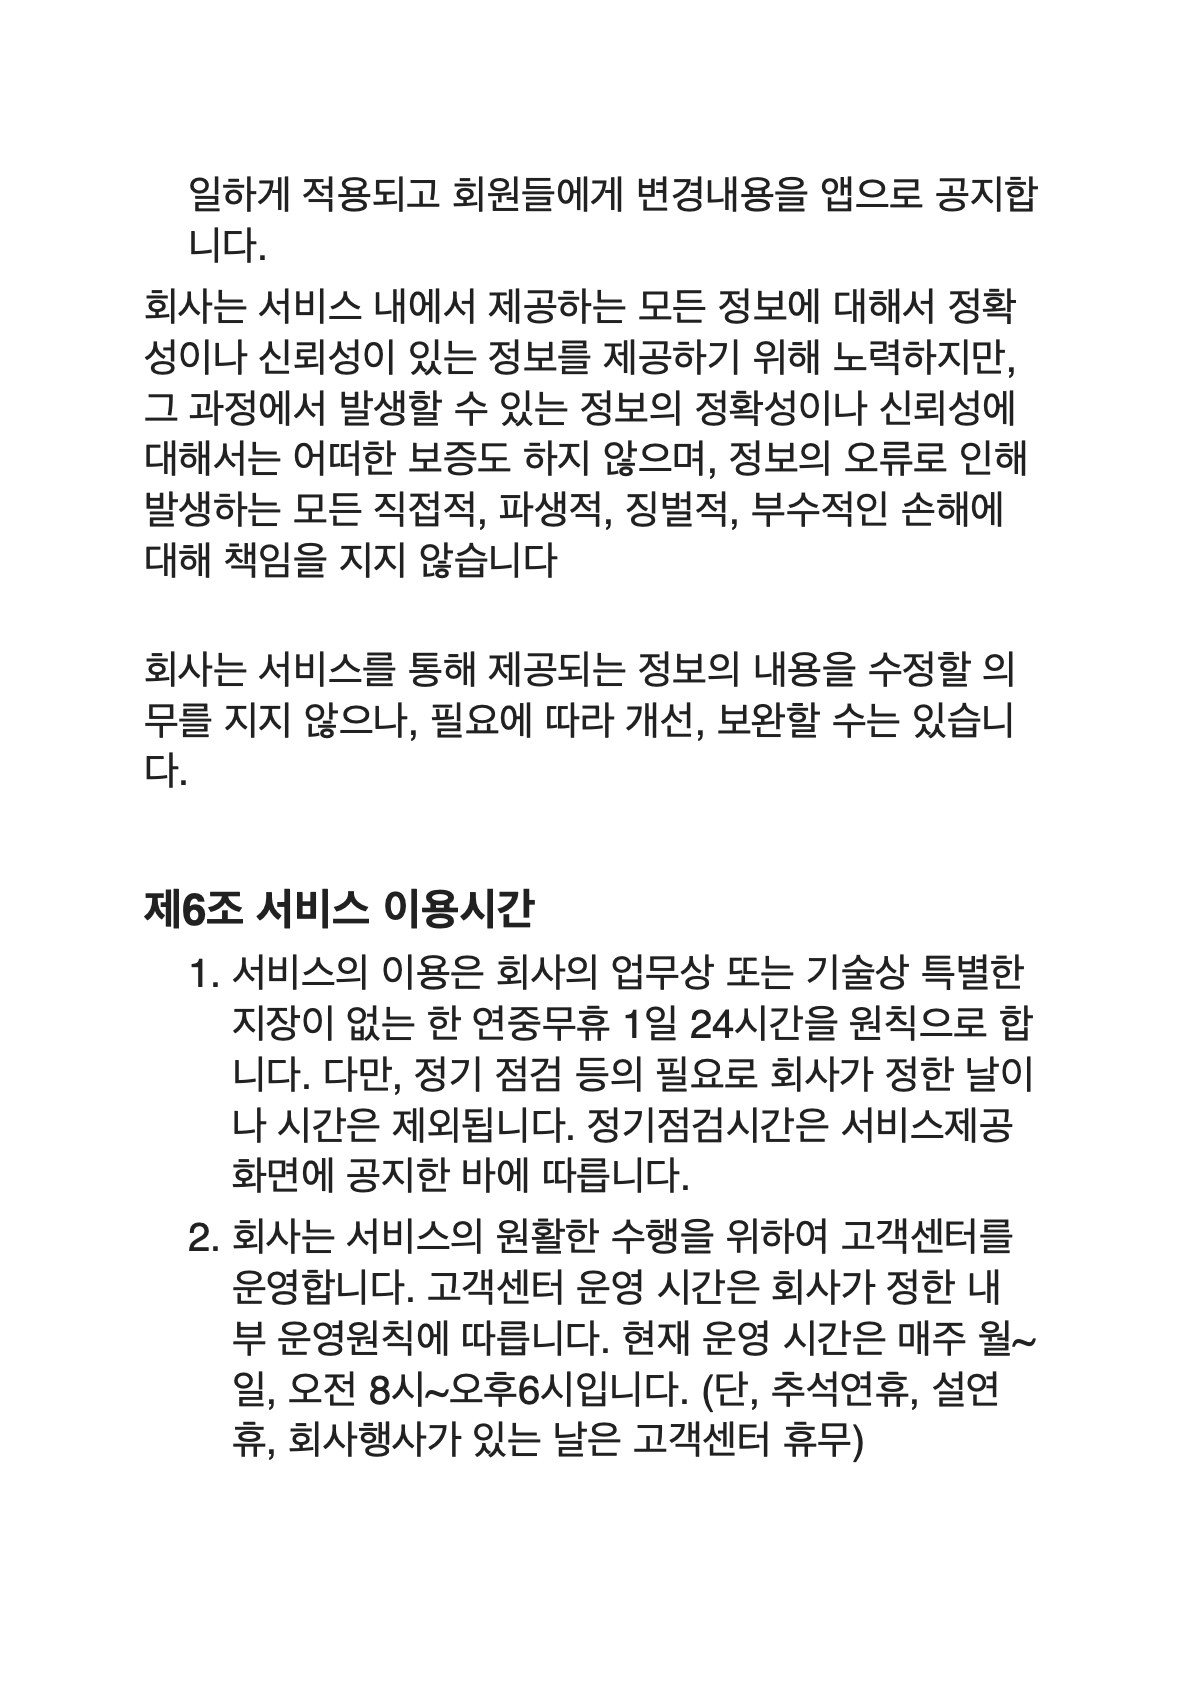 일하게 적용되고 회원들에게 변경내용을 앱으로 공지합
니다.
회사는 서비스 내에서 제공하는 모든 정보에 대해서 정확
성이나 신뢰성이 있는 정보를 제공하기 위해 노력하지만,
그 과정에서 발생할 수 있는 정보의 정확성이나 신뢰성에
대해서는 어떠한 보증도 하지 않으며, 정보의 오류로 인해
발생하는 모든 직접적, 파생적, 징벌적, 부수적인 손해에
대해 책임을 지지 않습니다
회사는 서비스를 통해 제공되는 정보의 내용을 수정할 의
무를 지지 않으나, 필요에 따라 개선, 보완할 수는 있습니
다.
제6조 서비스 이용시간
1. 서비스의 이용은 회사의 업무상 또는 기술상 특별한
지장이 없는 한 연중무휴 1일 24시간을 원칙으로 합
니다. 다만, 정기 점검 등의 필요로 회사가 정한 날이
나 시간은 제외됩니다. 정기점검시간은 서비스제공
화면에 공지한 바에 따릅니다.
2. 회사는 서비스의 원활한 수행을 위하여 고객센터를
운영합니다. 고객센터 운영 시간은 회사가 정한 내
부 운영원칙에 따릅니다. 현재 운영 시간은 매주 월~
일, 오전 8시~오후6시입니다. (단, 추석연휴, 설연
휴, 회사행사가 있는 날은 고객센터 휴무)